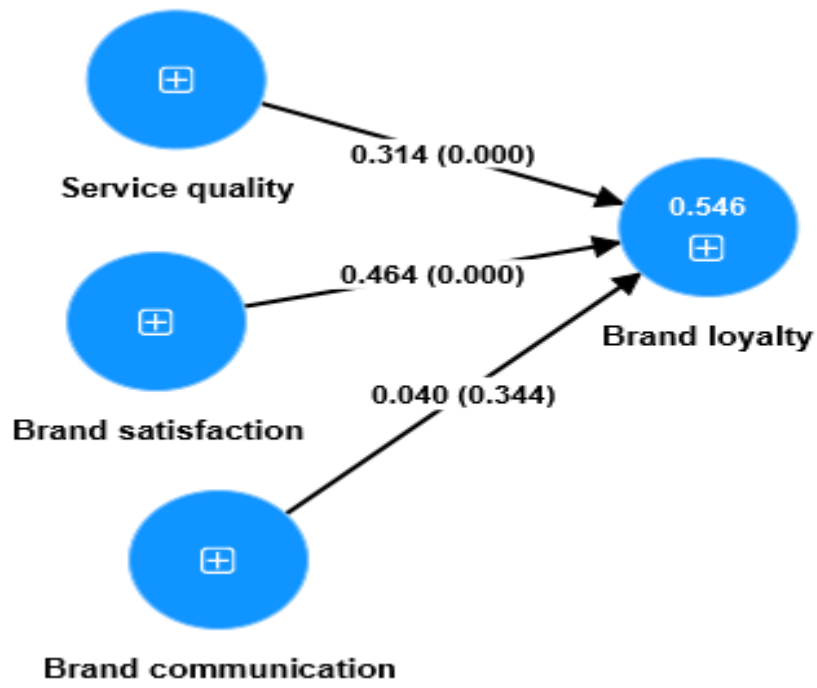 Service quality
0.314 (0.000)
0.546
Brand loyalty
0.464 (0.000)
Brand satisfaction
0.040 (0.344)
Brand communication